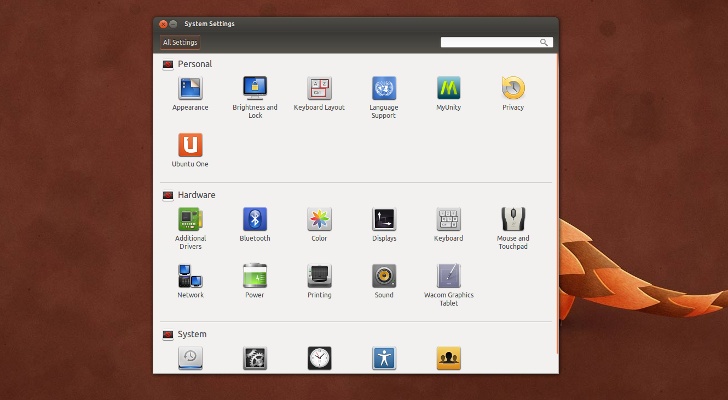 System Settings
All Settings
Personal
Appearance
Brightness and
Lock
Keyboard Layout
Language
Support
MyUnity
Privacy
Ubuntu One
Hardware
Additional
Drivers
Bluetooth
Color
Displays
Keyboard
Mouse and
Touchpad
Network
Power
Printing
Sound
Wacom Graphics
Tablet
System